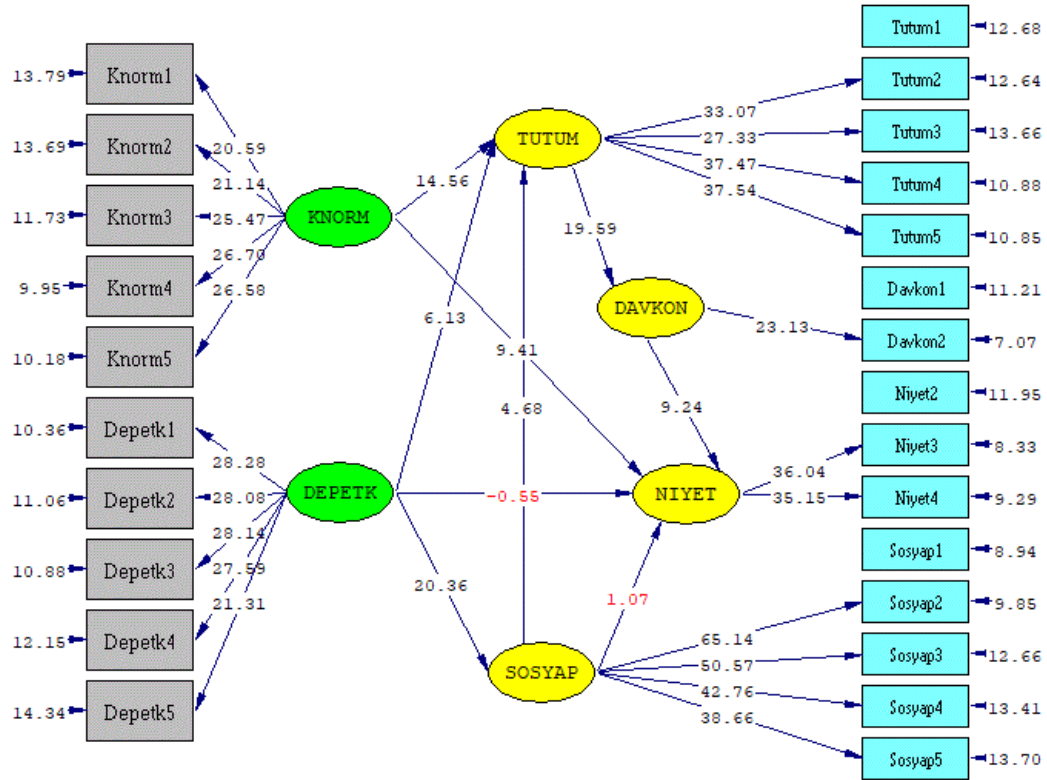 13.79 Knorm1
13.69 Knorm2
11.73 Knorm3
9.95 Knorm4
10.18 Knorm5
10.36 Depetk1
11.06 Depetk2
10.88 Depetk3
12.15 Depetk4
14.34 Depetk5
20.59
21.14
25.47
26.70
26.58
28.28
28.08
28.14
27.59
21.31
KNORM
DEPETK
14.56
6.13
9.41
4.68
-0.55
20.36
TUTUM
19.59
DAVKON
9.24
NIYET
1.07
SOSYAP
33.07
27.33
37.47
37.54
23.13
36.04
35.15
65.14
50.57
42.76
38.66
Tutum1 12.68
Tutum2 12.64
Tutum3 13.66
Tutum4 10.88
Tutum5 10.85
Davkon1 11.21
Davkon2 7.07
Niyet2 11.95
Niyet3 8.33
Niyet4 9.29
Sosyap1 8.94
Sosyap2 9.85
Sosyap3 12.66
Sosyap4 13.41
Sosyap5 13.70